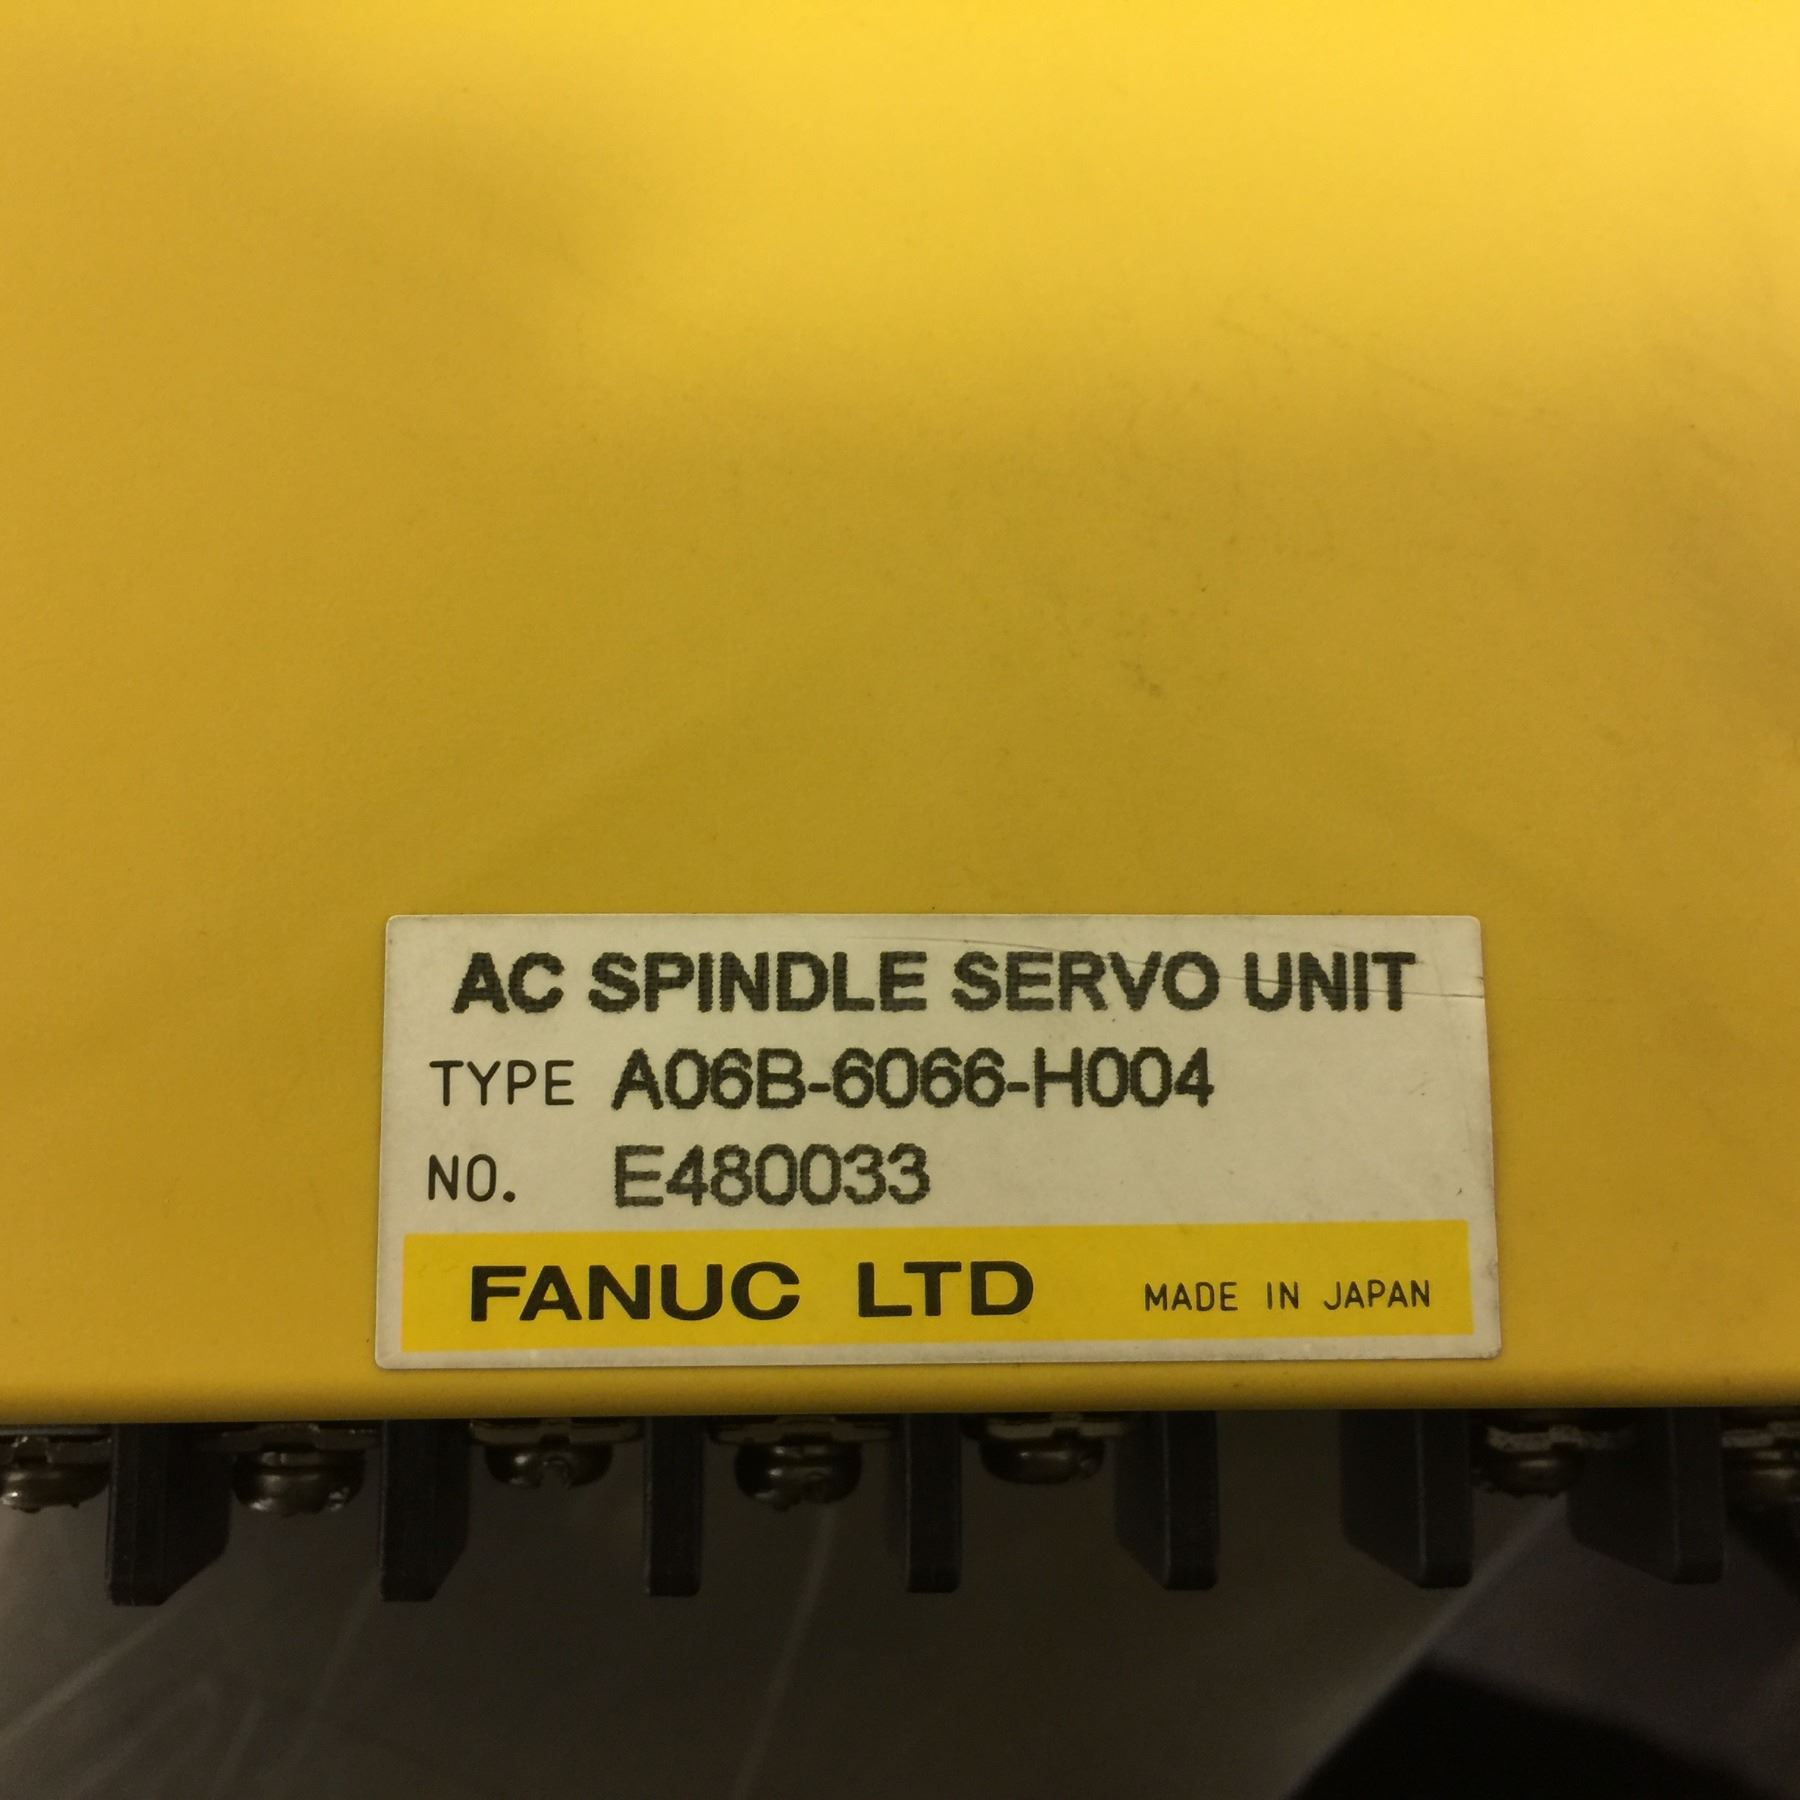 AC SPINDLE SERVO UNIT
TYPE A06B-6066-H004
NO. E480033
FANUC LTD MADE IN JAPAN